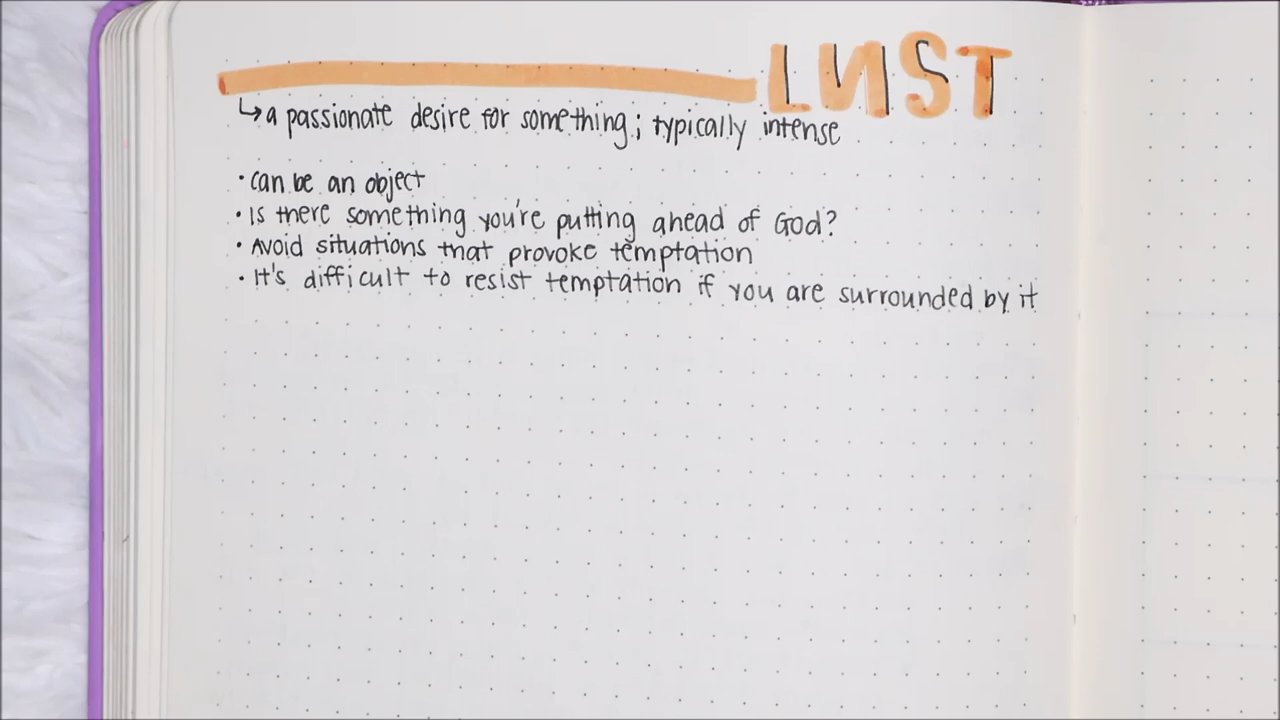 LUST
↳a passionate desire for something; typically intense
• can be an object
• Is there something you're putting ahead of God?
• Avoid situations that provoke temptation
• It's difficult to resist temptation if you are surrounded by it